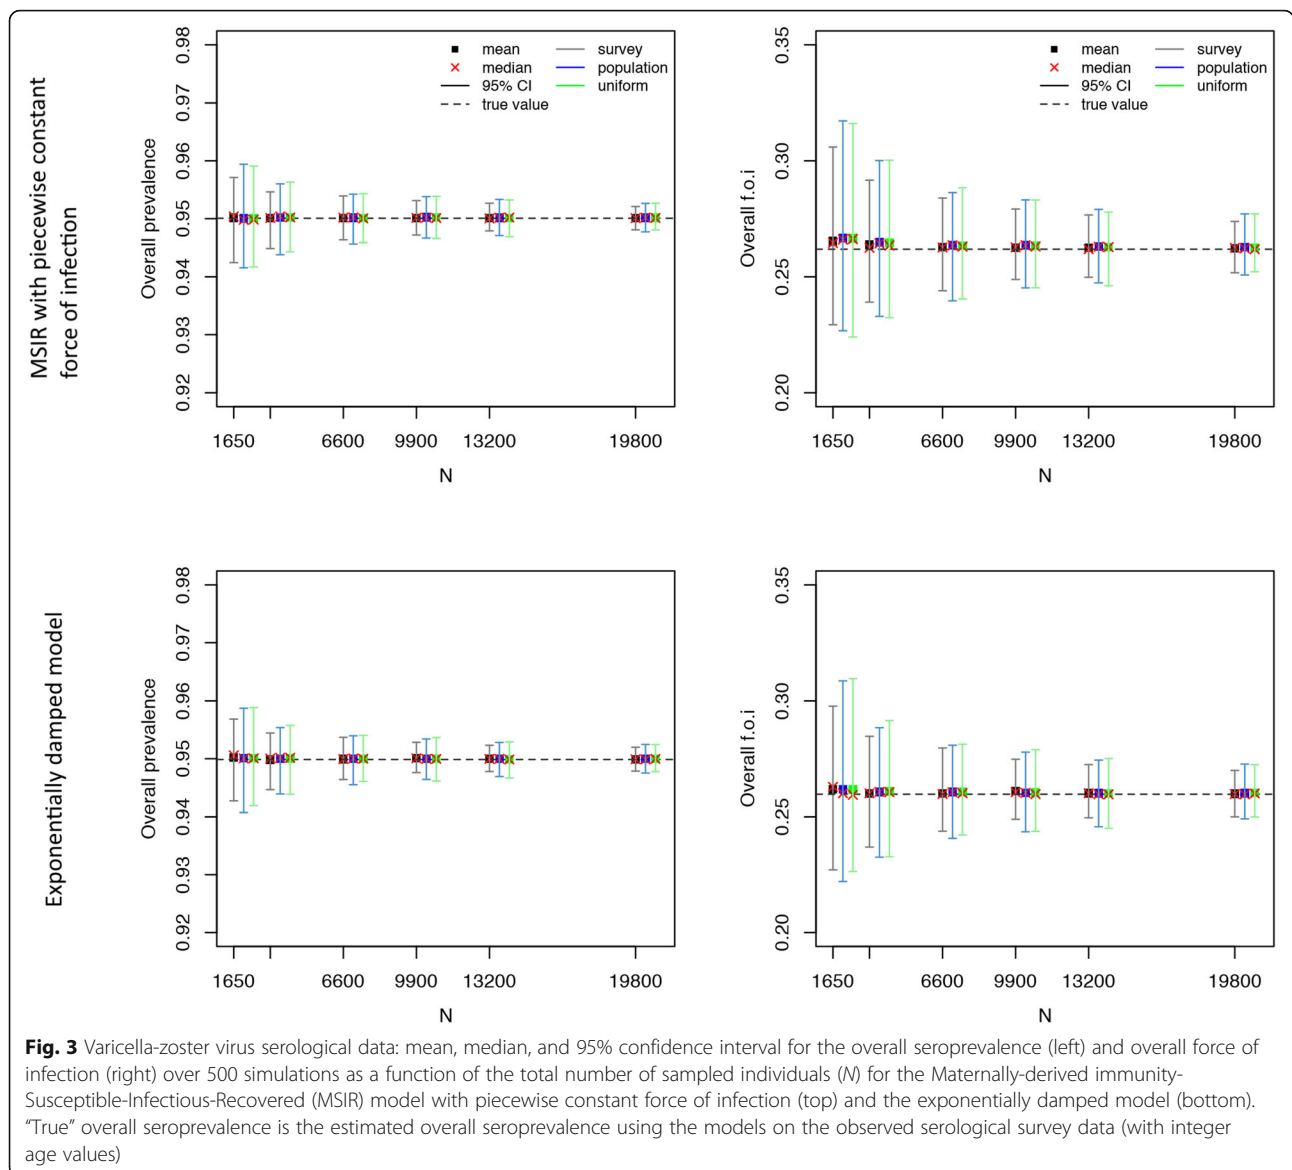 MSIR with piecewise constant
force of infection
Overall prevalence
0.98
0.97
0.96
0.950
0.94
0.93
0.92
mean
median
95% CI
true value
survey
population
uniform
1650
6600
9900
13200
19800
N
Overall f.o.i
0.35
0.30
0.25
0.20
mean
median
95% CI
true value
survey
population
uniform
1650
6600
9900
13200
19800
N
Exponentially damped model
Overall prevalence
0.98
0.97
0.96
0.950
0.94
0.93
0.92
1650
6600
9900
13200
19800
N
Overall f.o.i
0.35
0.30
0.25
0.20
1650
6600
9900
13200
19800
N
Fig. 3 Varicella-zoster virus serological data: mean, median, and 95% confidence interval for the overall seroprevalence (left) and overall force of
infection (right) over 500 simulations as a function of the total number of sampled individuals (N) for the Maternally-derived immunity-
Susceptible-Infectious-Recovered (MSIR) model with piecewise constant force of infection (top) and the exponentially damped model (bottom).
“True” overall seroprevalence is the estimated overall seroprevalence using the models on the observed serological survey data (with integer
age values)